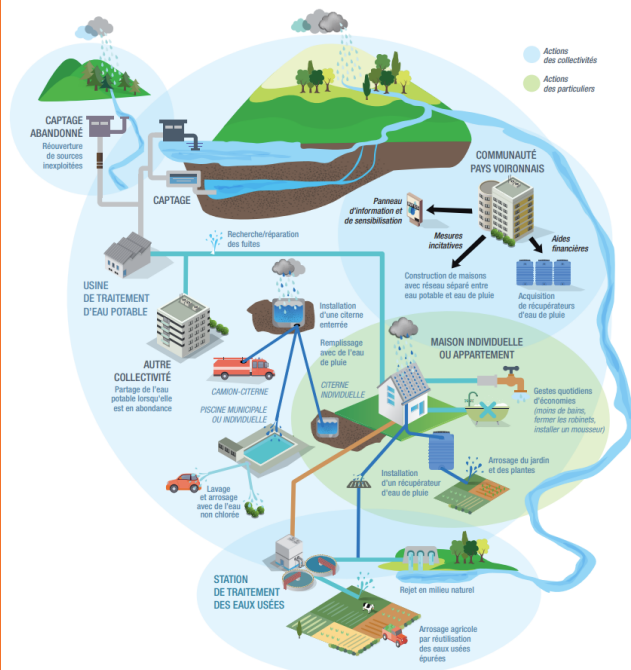 Actions
des collectivités
Actions
des particuliers
CAPTAGE
ABANDONNÉ
Réouverture
de sources
inexploitées
CAPTAGE
COMMUNAUTÉ
PAYS VOIRONNAIS
Panneau
d'information et
de sensibilisation
Mesures
incitatives
Aides
financières
Construction de maisons
avec réseau séparé entre
eau potable et eau de pluie
Acquisition
de récupérateurs
d'eau de pluie
Recherche/réparation
des fuites
USINE
DE TRAITEMENT
D'EAU POTABLE
Installation
d'une citerne
enterrée
Remplissage
avec de l'eau
de pluie
AUTRE
COLLECTIVITÉ
Partage de l'eau
potable lorsqu'elle
est en abondance
CAMION-CITERNE
CITERNE
INDIVIDUELLE
PISCINE MUNICIPALE
OU INDIVIDUELLE
MAISON INDIVIDUELLE
OU APPARTEMENT
Gestes quotidiens
d'économies
(moins de bains,
fermer les robinets,
installer un mousseur)
Arrosage du jardin
et des plantes
Installation
d'un récupérateur
d'eau de pluie
Lavage
et arrosage
avec de l'eau
non chlorée
STATION
DE TRAITEMENT
DES EAUX USÉES
Rejet en milieu naturel
Arrosage agricole
par réutilisation
des eaux usées
épurées